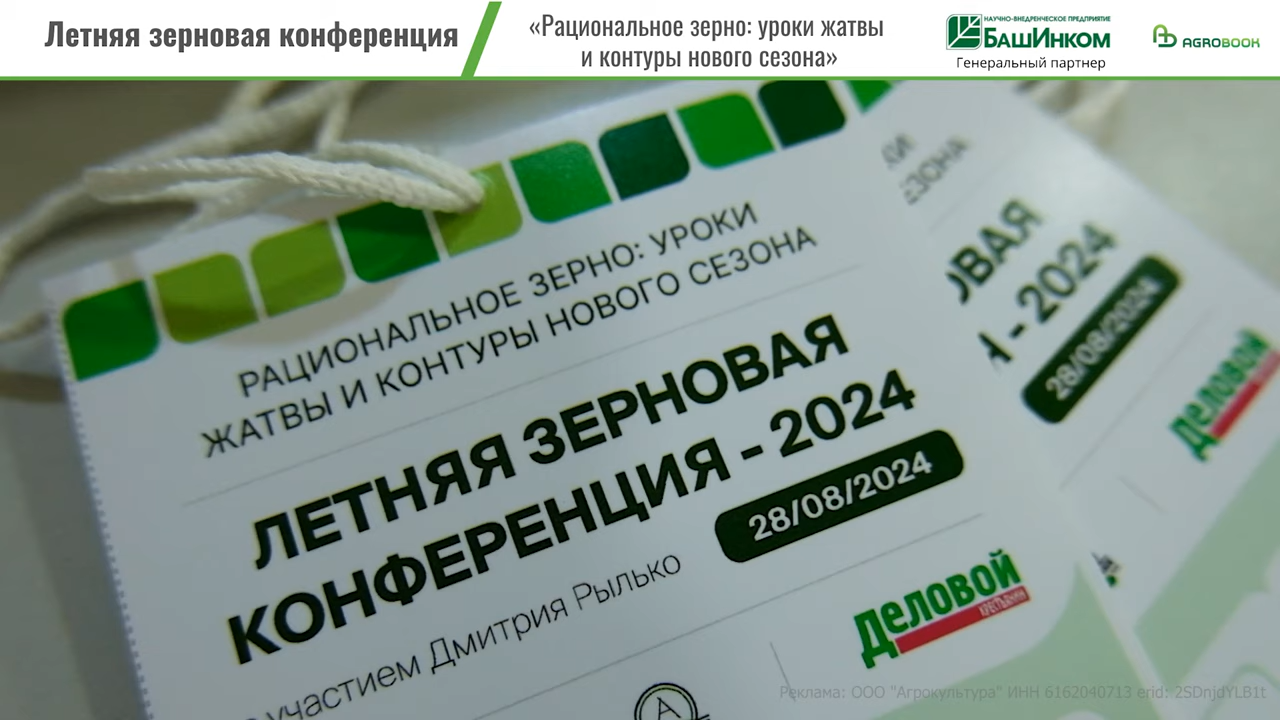 Летняя зерновая конференция
«Рациональное зерно: уроки жатвы
и контуры нового сезона»
НАУЧНО-ВНЕДРЕНЧЕСКОЕ ПРЕДПРИЯТИЕ
БашИнком
Генеральный партнер
AGROBOOK
РАЦИОНАЛЬНОЕ ЗЕРНО: УРОКИ
ЖАТВЫ И КОНТУРЫ НОВОГО СЕЗОНА
ЛЕТНЯЯ ЗЕРНОВАЯ
КОНФЕРЕНЦИЯ - 2024
28/08/2024
участием Дмитрия Рылько
Деловой
КРЕСТЬЯНИН
А
- 2024
28/08/2024
Деловой
Реклама: ООО "Агрокультура" ИНН 6162040713 erid: 2SDnjdYLB1t